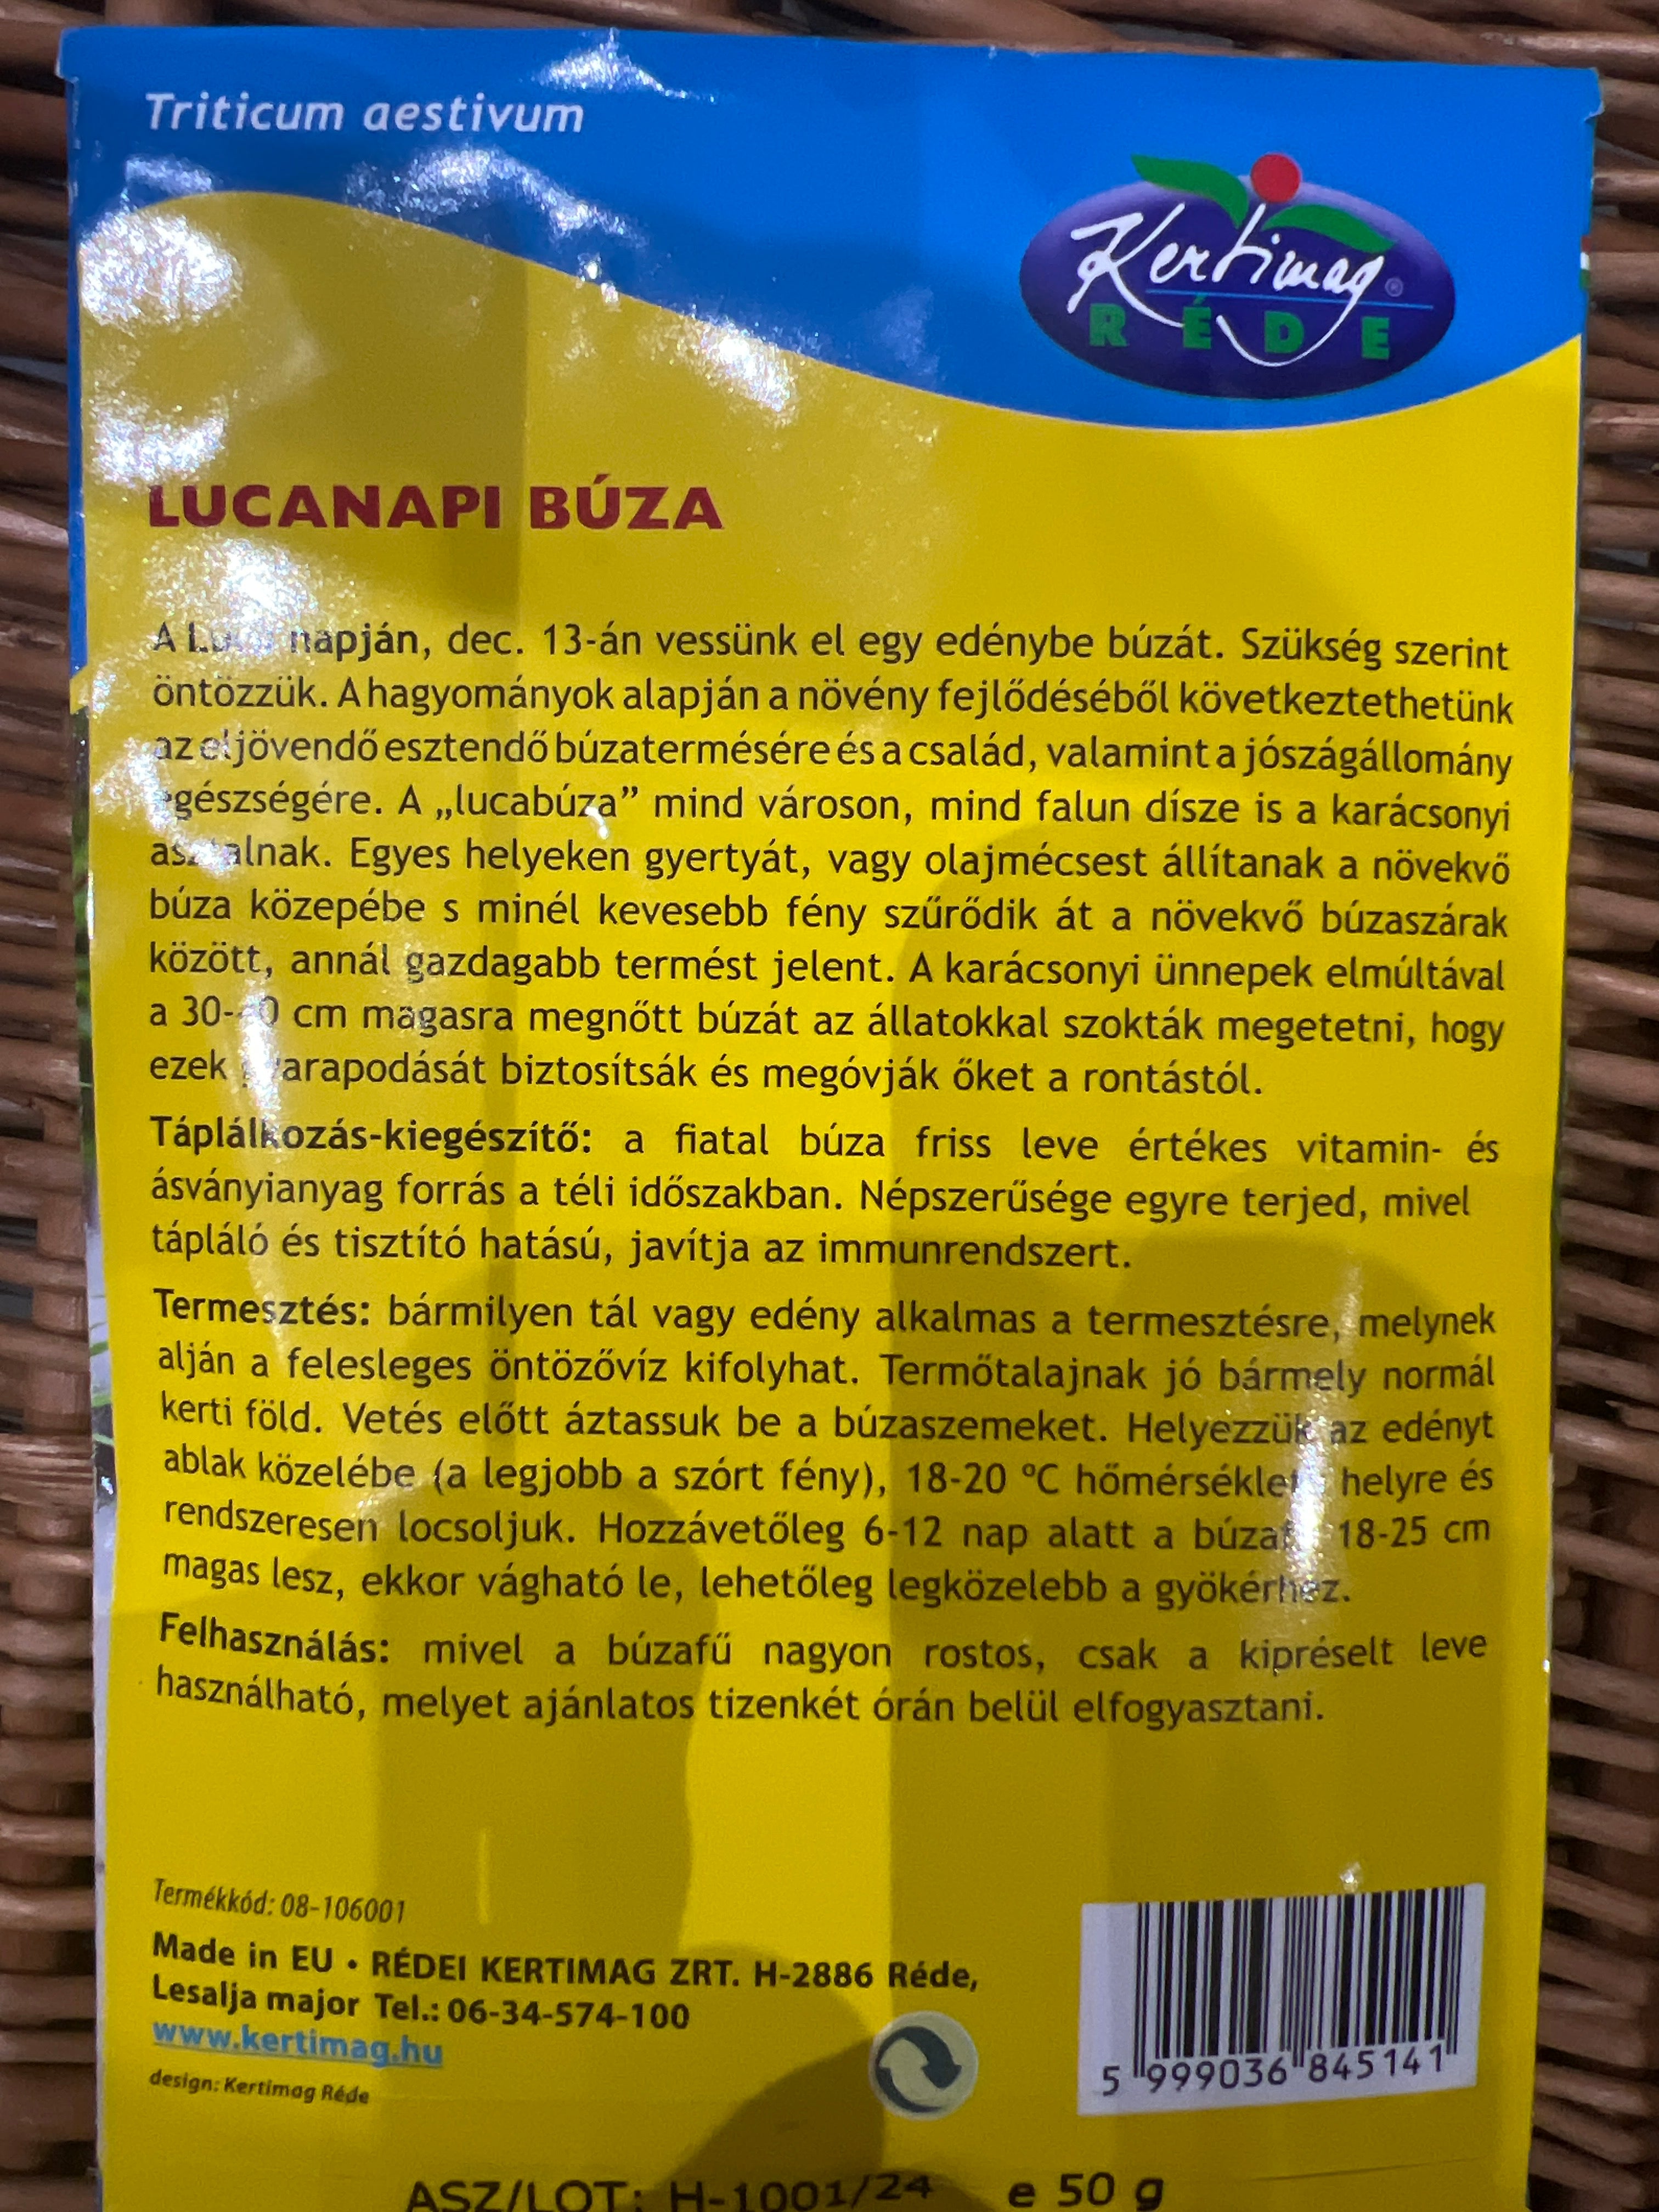 Triticum aestivum
Kertimag®
RÉDE
LUCANAPI BÚZA
A napján, dec. 13-án vessünk el egy edénybe búzát. Szükség szerint
öntözzük. A hagyományok alapján a növény fejlődéséből következtethetünk
az eljövendő esztendő búzatermésére és a család, valamint a jószágállomány
egészségére. A „lucabúza” mind városon, mind falun dísze is a karácsonyi
asztalnak. Egyes helyeken gyertyát, vagy olajmécsest állítanak a növekvő
búza közepébe s minél kevesebb fény szűrődik át a növekvő búzaszárak
között, annál gazdagabb termést jelent. A karácsonyi ünnepek elmúltával
a cm magasra megnőtt búzát az állatokkal szokták megetetni, hogy
ezek gyarapodását biztosítsák és megóvják őket a rontástól.
Táplálkozás-kiegészítő: a fiatal búza friss leve értékes vitamin- és
ásványianyag forrás a téli időszakban. Népszerűsége egyre terjed, mivel
tápláló és tisztító hatású, javítja az immunrendszert.
Termesztés: bármilyen tál vagy edény alkalmas a termesztésre, melynek
alján a felesleges öntözővíz kifolyhat. Termőtalajnak jó bármely normál
kerti föld. Vetés előtt áztassuk be a búzaszemeket. Helyezzük az edényt
ablak közelébe (a legjobb a szórt fény), 18-20 °C hőmérsékletű helyre és
rendszeresen locsoljuk. Hozzávetőleg 6-12 nap alatt a búzafű 18-25 cm
magas lesz, ekkor vágható le, lehetőleg legközelebb a gyökérhez.
Felhasználás: mivel a búzafű nagyon rostos, csak a kipréselt leve
használható, melyet ajánlatos tizenkét órán belül elfogyasztani.
Termékkód: 08-106001
Made in EU • RÉDEI KERTIMAG ZRT. H-2886 Réde,
Lesalja major Tel.: 06-34-574-100
www.kertimag.hu
design: Kertimag Réde
5 999036 845141
ASZ/LOT: H-1001/24 e 50 g